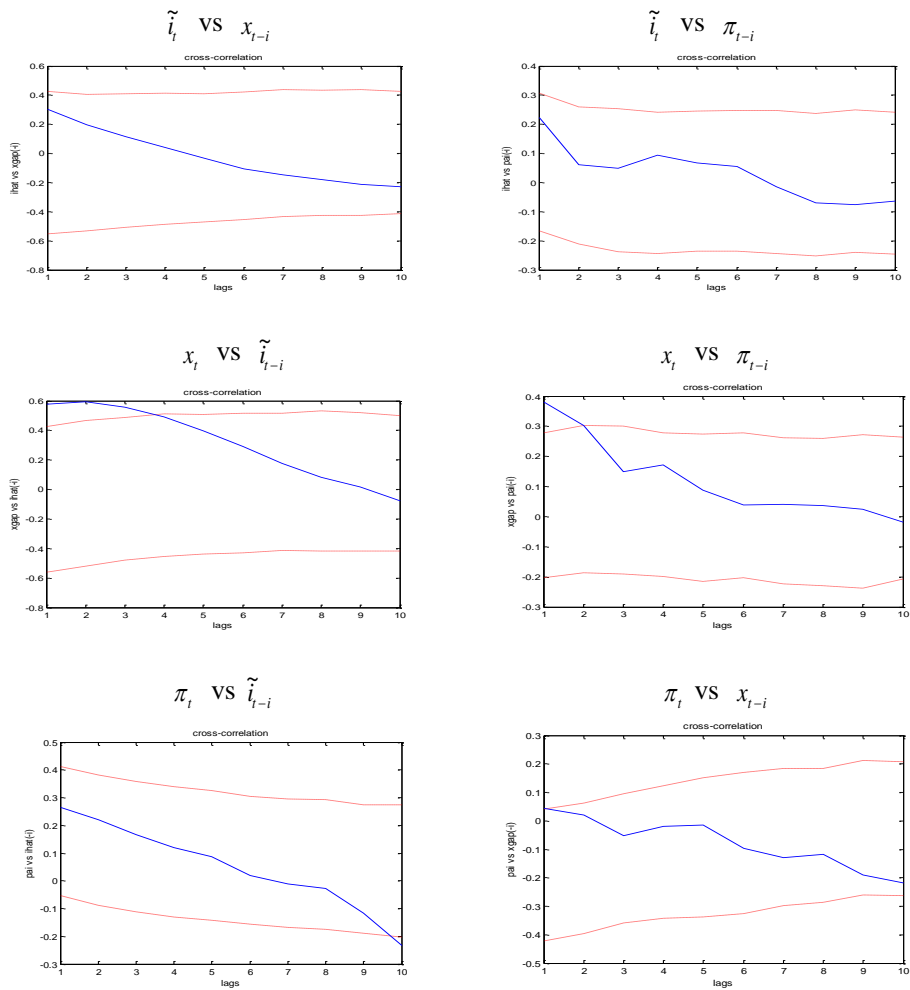 ĩ_t vs x_{t-i}
ĩ_t vs π_{t-i}
cross-correlation
0.6
0.4
0.2
0
-0.2
-0.4
-0.6
-0.8
ihat vs xgap(-i)
1 2 3 4 5 6 7 8 9 10
lags
cross-correlation
0.4
0.3
0.2
0.1
0
-0.1
-0.2
-0.3
ihat vs pai(-i)
1 2 3 4 5 6 7 8 9 10
lags
x_t vs ĩ_{t-i}
x_t vs π_{t-i}
cross-correlation
0.6
0.4
0.2
0
-0.2
-0.4
-0.6
-0.8
xgap vs ihat(-i)
1 2 3 4 5 6 7 8 9 10
lags
cross-correlation
0.4
0.3
0.2
0.1
0
-0.1
-0.2
-0.3
xgap vs pai(-i)
1 2 3 4 5 6 7 8 9 10
lags
π_t vs ĩ_{t-i}
π_t vs x_{t-i}
cross-correlation
0.5
0.4
0.3
0.2
0.1
0
-0.1
-0.2
-0.3
pai vs ihat(-i)
1 2 3 4 5 6 7 8 9 10
lags
cross-correlation
0.3
0.2
0.1
0
-0.1
-0.2
-0.3
-0.4
-0.5
pai vs xgap(-i)
1 2 3 4 5 6 7 8 9 10
lags